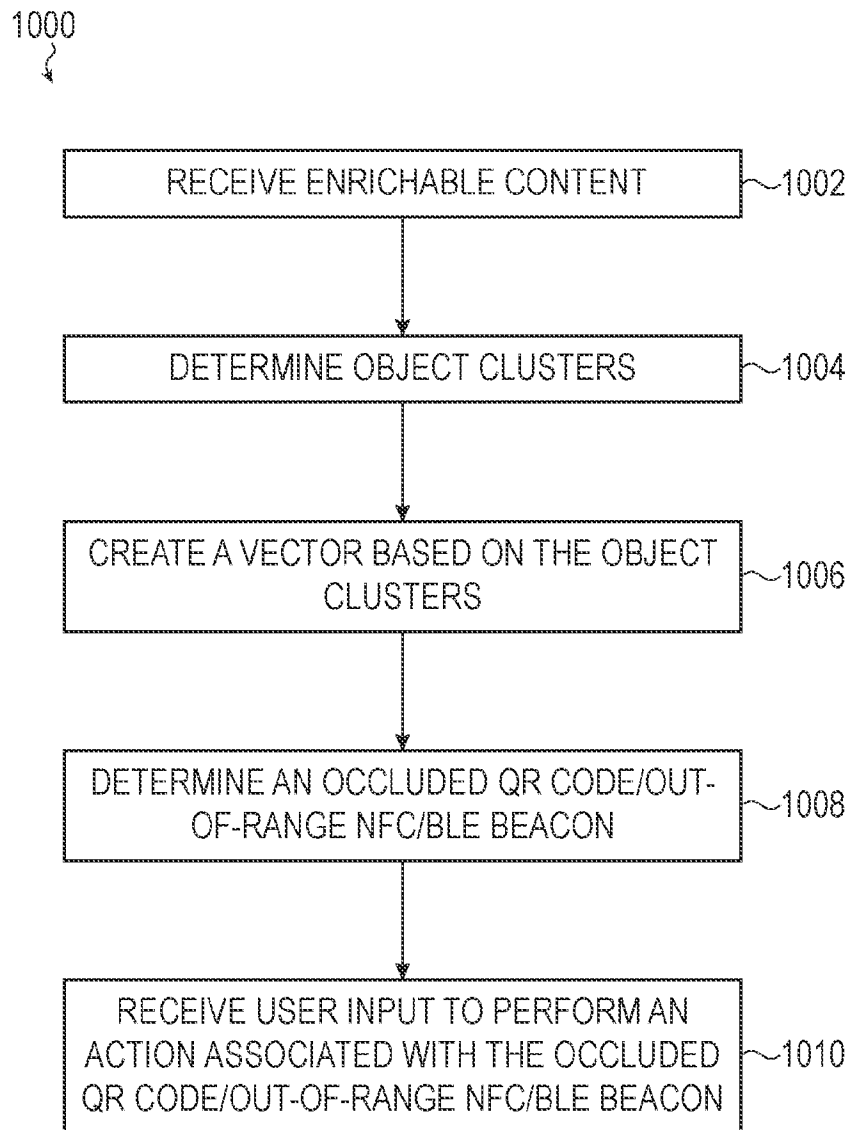 1000
RECEIVE ENRICHABLE CONTENT
1002
DETERMINE OBJECT CLUSTERS
1004
CREATE A VECTOR BASED ON THE OBJECT
CLUSTERS
1006
DETERMINE AN OCCLUDED QR CODE/OUT-
OF-RANGE NFC/BLE BEACON
1008
RECEIVE USER INPUT TO PERFORM AN
ACTION ASSOCIATED WITH THE OCCLUDED
QR CODE/OUT-OF-RANGE NFC/BLE BEACON
1010